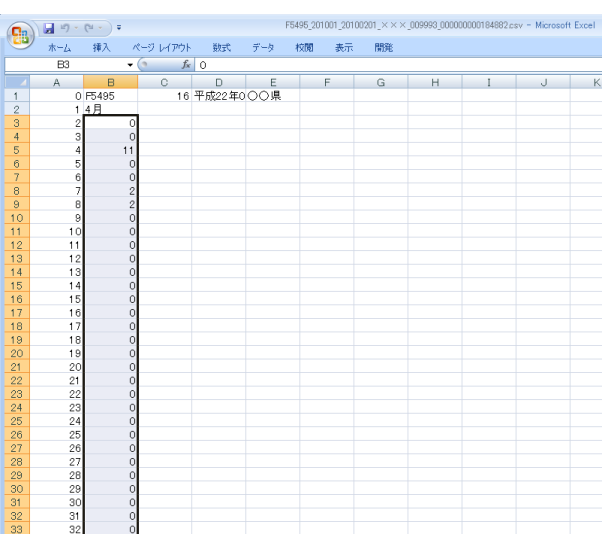 F5495_201001_20100201_×××_009993_000000000184882.csv - Microsoft Excel
ホーム 挿入 ページ レイアウト 数式 データ 校閲 表示 開発
B3 fx 0
A B C D E F G H I J K
1 0 F5495 16 平成22年0〇〇県
2 1 4月
3 2 0
4 3 0
5 4 11
6 5 0
7 6 0
8 7 2
9 8 2
10 9 0
11 10 0
12 11 0
13 12 0
14 13 0
15 14 0
16 15 0
17 16 0
18 17 0
19 18 0
20 19 0
21 20 0
22 21 0
23 22 0
24 23 0
25 24 0
26 25 0
27 26 0
28 27 0
29 28 0
30 29 0
31 30 0
32 31 0
33 32 0